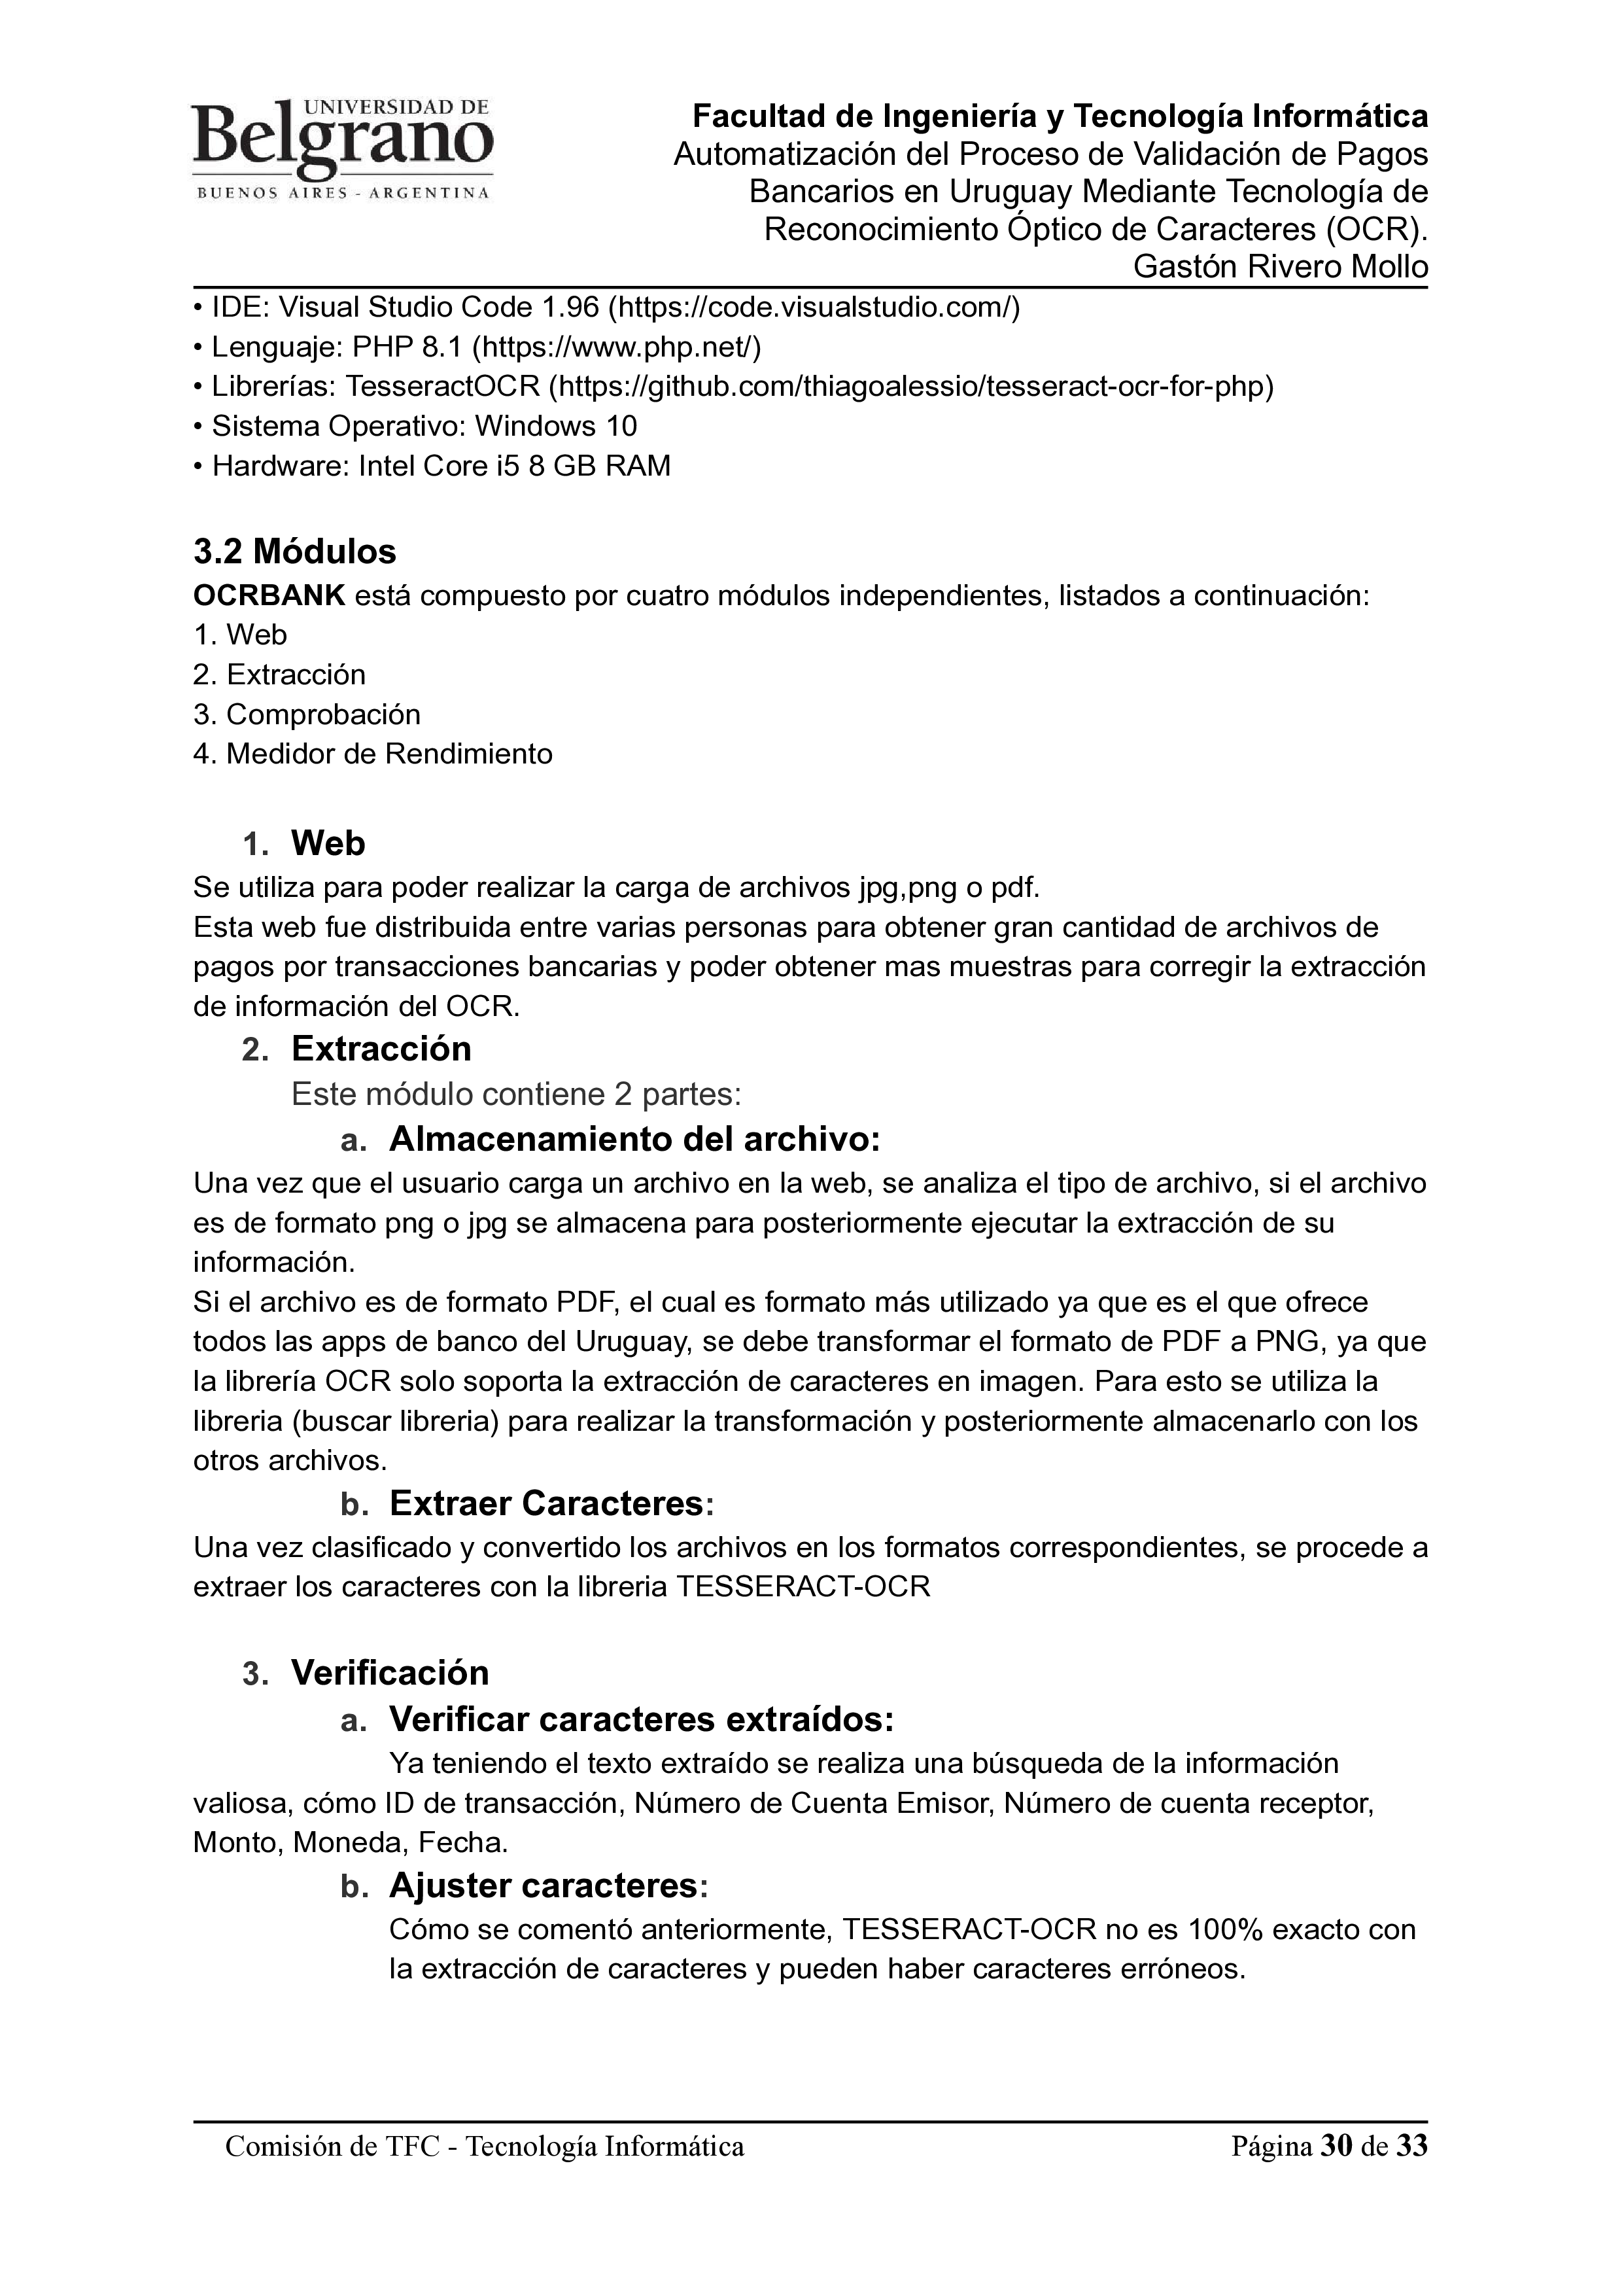 UNIVERSIDAD DE
Belgrano
BUENOS AIRES - ARGENTINA
Facultad de Ingeniería y Tecnología Informática
Automatización del Proceso de Validación de Pagos
Bancarios en Uruguay Mediante Tecnología de
Reconocimiento Óptico de Caracteres (OCR).
Gastón Rivero Mollo
• IDE: Visual Studio Code 1.96 (https://code.visualstudio.com/)
• Lenguaje: PHP 8.1 (https://www.php.net/)
• Librerías: TesseractOCR (https://github.com/thiagoalessio/tesseract-ocr-for-php)
• Sistema Operativo: Windows 10
• Hardware: Intel Core i5 8 GB RAM
3.2 Módulos
OCRBANK está compuesto por cuatro módulos independientes, listados a continuación:
1. Web
2. Extracción
3. Comprobación
4. Medidor de Rendimiento
1. Web
Se utiliza para poder realizar la carga de archivos jpg,png o pdf.
Esta web fue distribuida entre varias personas para obtener gran cantidad de archivos de
pagos por transacciones bancarias y poder obtener mas muestras para corregir la extracción
de información del OCR.
2. Extracción
Este módulo contiene 2 partes:
a. Almacenamiento del archivo:
Una vez que el usuario carga un archivo en la web, se analiza el tipo de archivo, si el archivo
es de formato png o jpg se almacena para posteriormente ejecutar la extracción de su
información.
Si el archivo es de formato PDF, el cual es formato más utilizado ya que es el que ofrece
todos las apps de banco del Uruguay, se debe transformar el formato de PDF a PNG, ya que
la librería OCR solo soporta la extracción de caracteres en imagen. Para esto se utiliza la
libreria (buscar libreria) para realizar la transformación y posteriormente almacenarlo con los
otros archivos.
b. Extraer Caracteres:
Una vez clasificado y convertido los archivos en los formatos correspondientes, se procede a
extraer los caracteres con la libreria TESSERACT-OCR
3. Verificación
a. Verificar caracteres extraídos:
Ya teniendo el texto extraído se realiza una búsqueda de la información
valiosa, cómo ID de transacción, Número de Cuenta Emisor, Número de cuenta receptor,
Monto, Moneda, Fecha.
b. Ajuster caracteres:
Cómo se comentó anteriormente, TESSERACT-OCR no es 100% exacto con
la extracción de caracteres y pueden haber caracteres erróneos.
Comisión de TFC - Tecnología Informática
Página 30 de 33